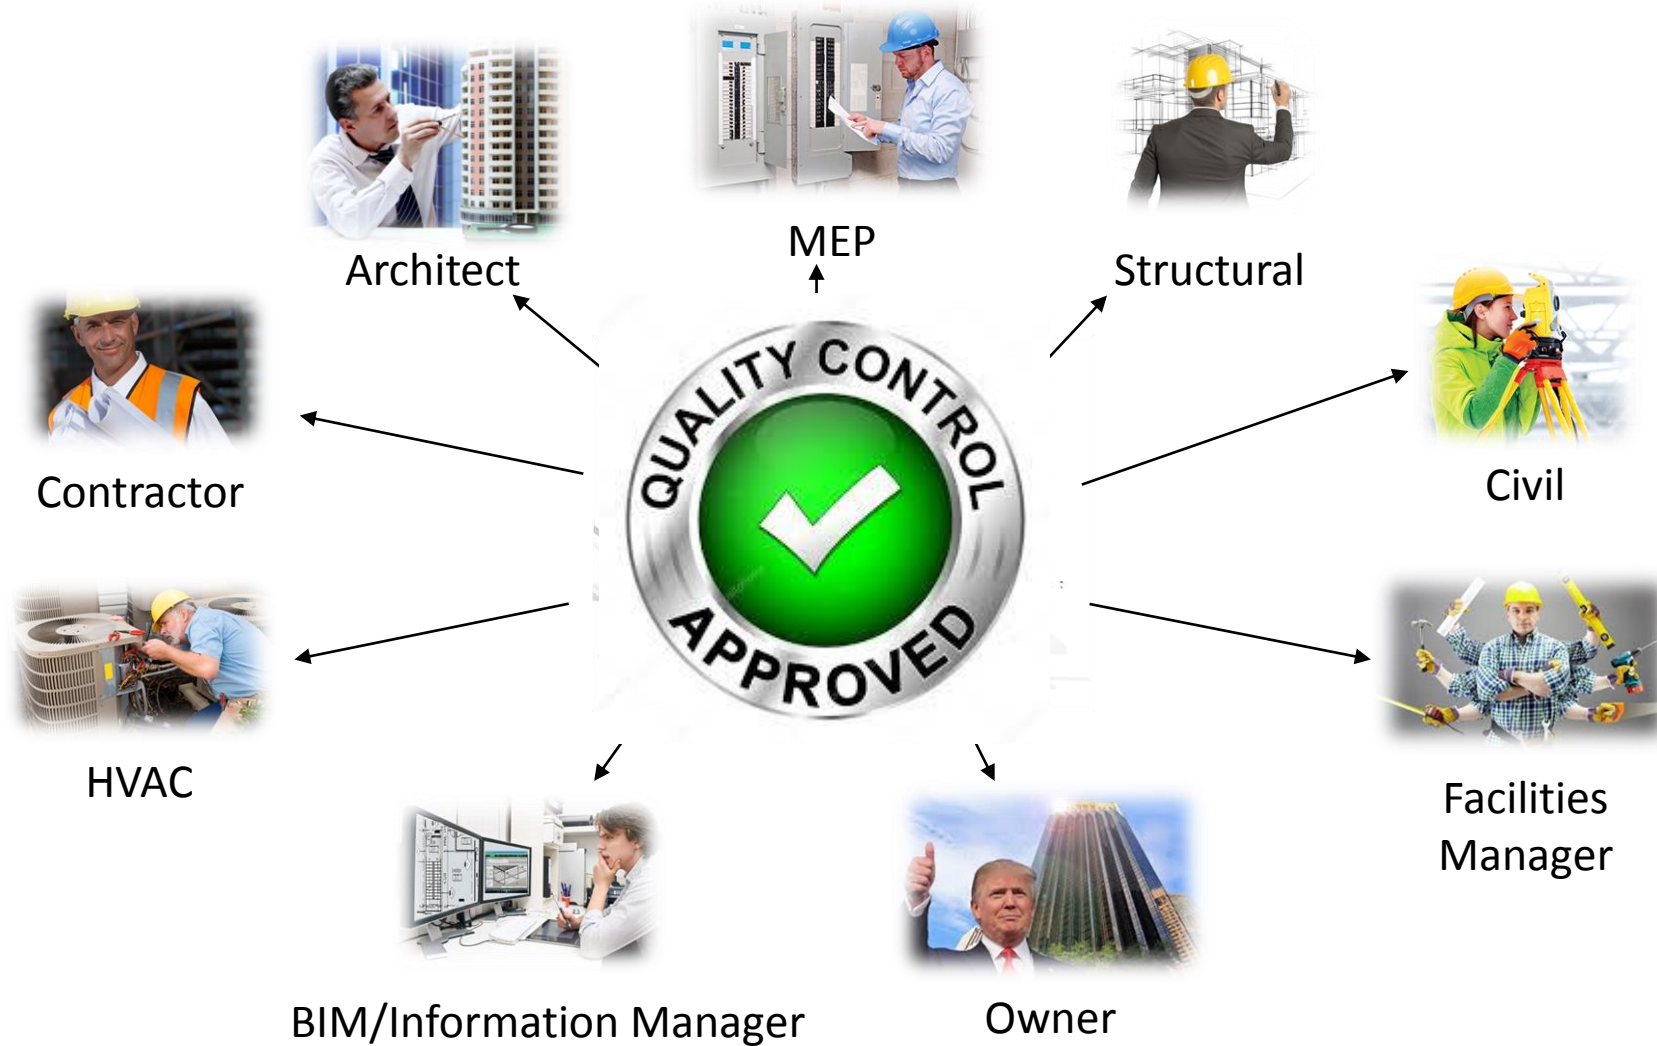 MEP
Architect
Structural
QUALITY CONTROL
APPROVED
Contractor
Civil
HVAC
Facilities
Manager
BIM/Information Manager
Owner